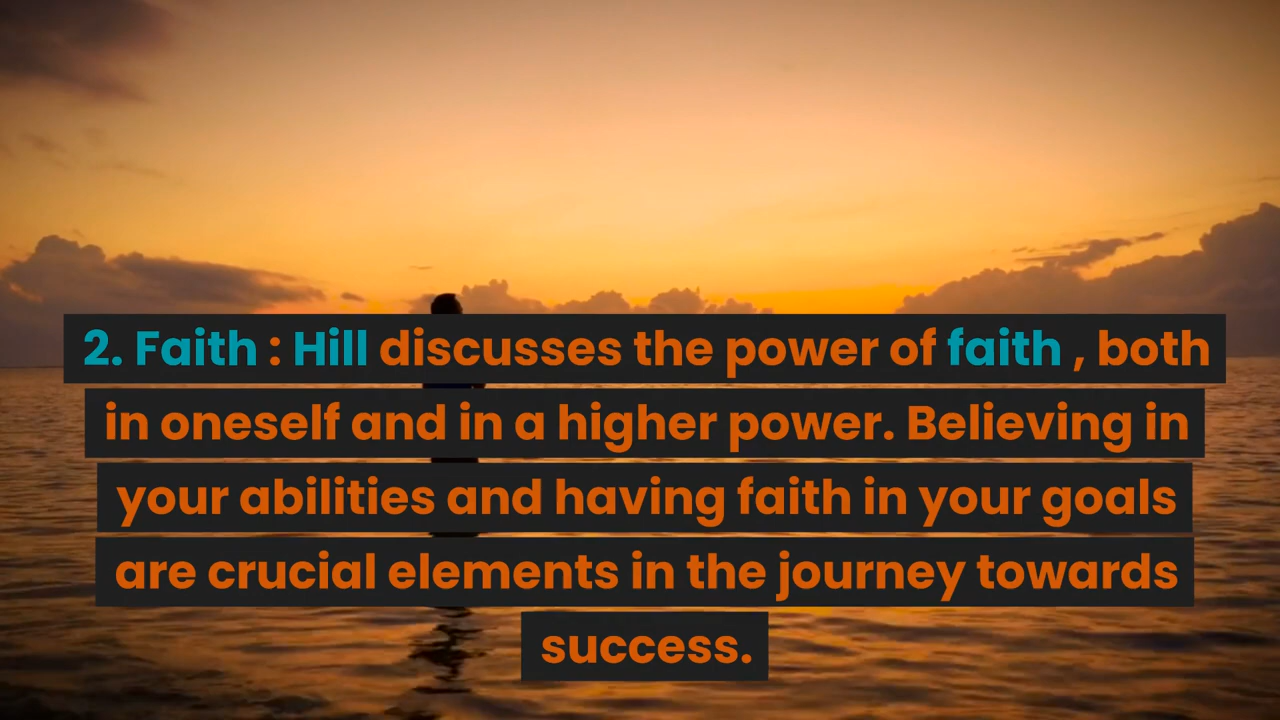 2. Faith : Hill discusses the power of faith , both
in oneself and in a higher power. Believing in
your abilities and having faith in your goals
are crucial elements in the journey towards
success.